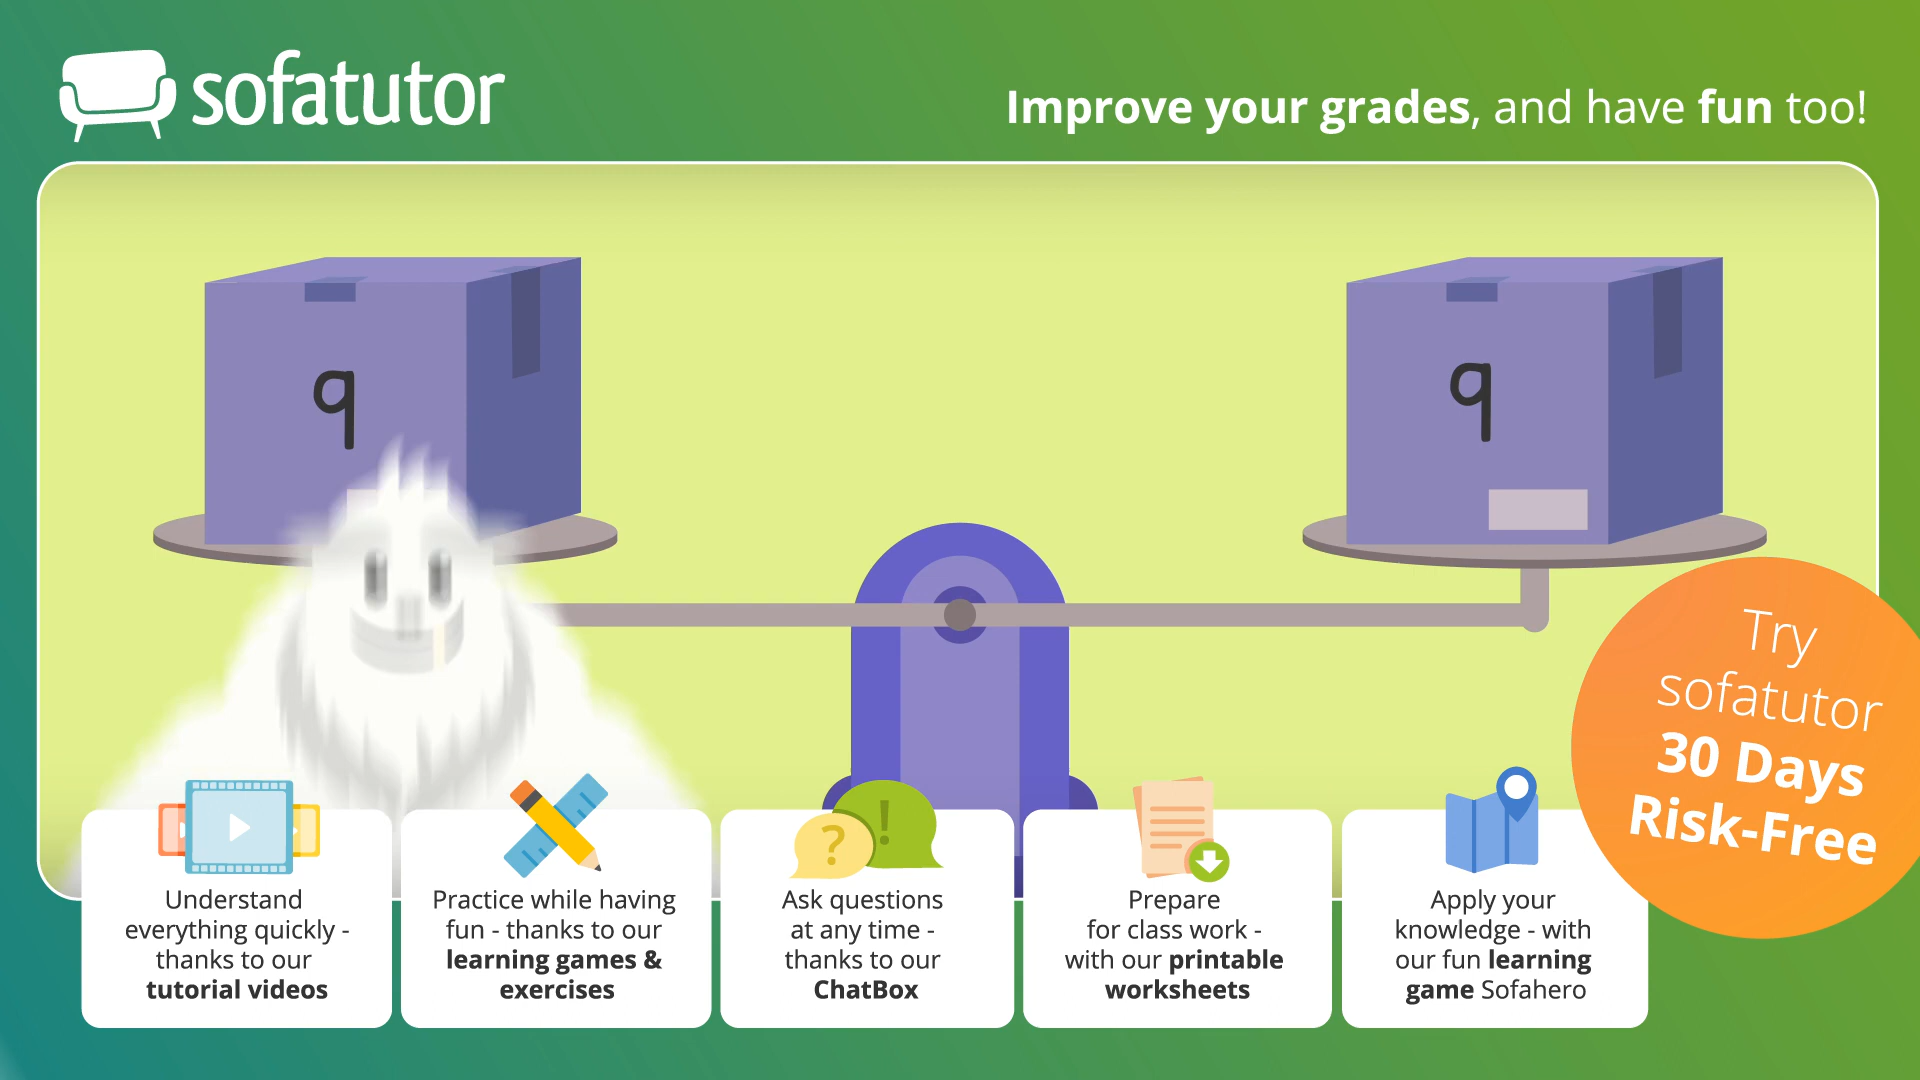 sofatutor
Improve your grades, and have fun too!
9
9
Try
sofatutor
30 Days
Risk-Free
?
!
Understand
everything quickly -
thanks to our
tutorial videos
Practice while having
fun - thanks to our
learning games &
exercises
Ask questions
at any time -
thanks to our
ChatBox
Prepare
for class work -
with our printable
worksheets
Apply your
knowledge - with
our fun learning
game Sofahero